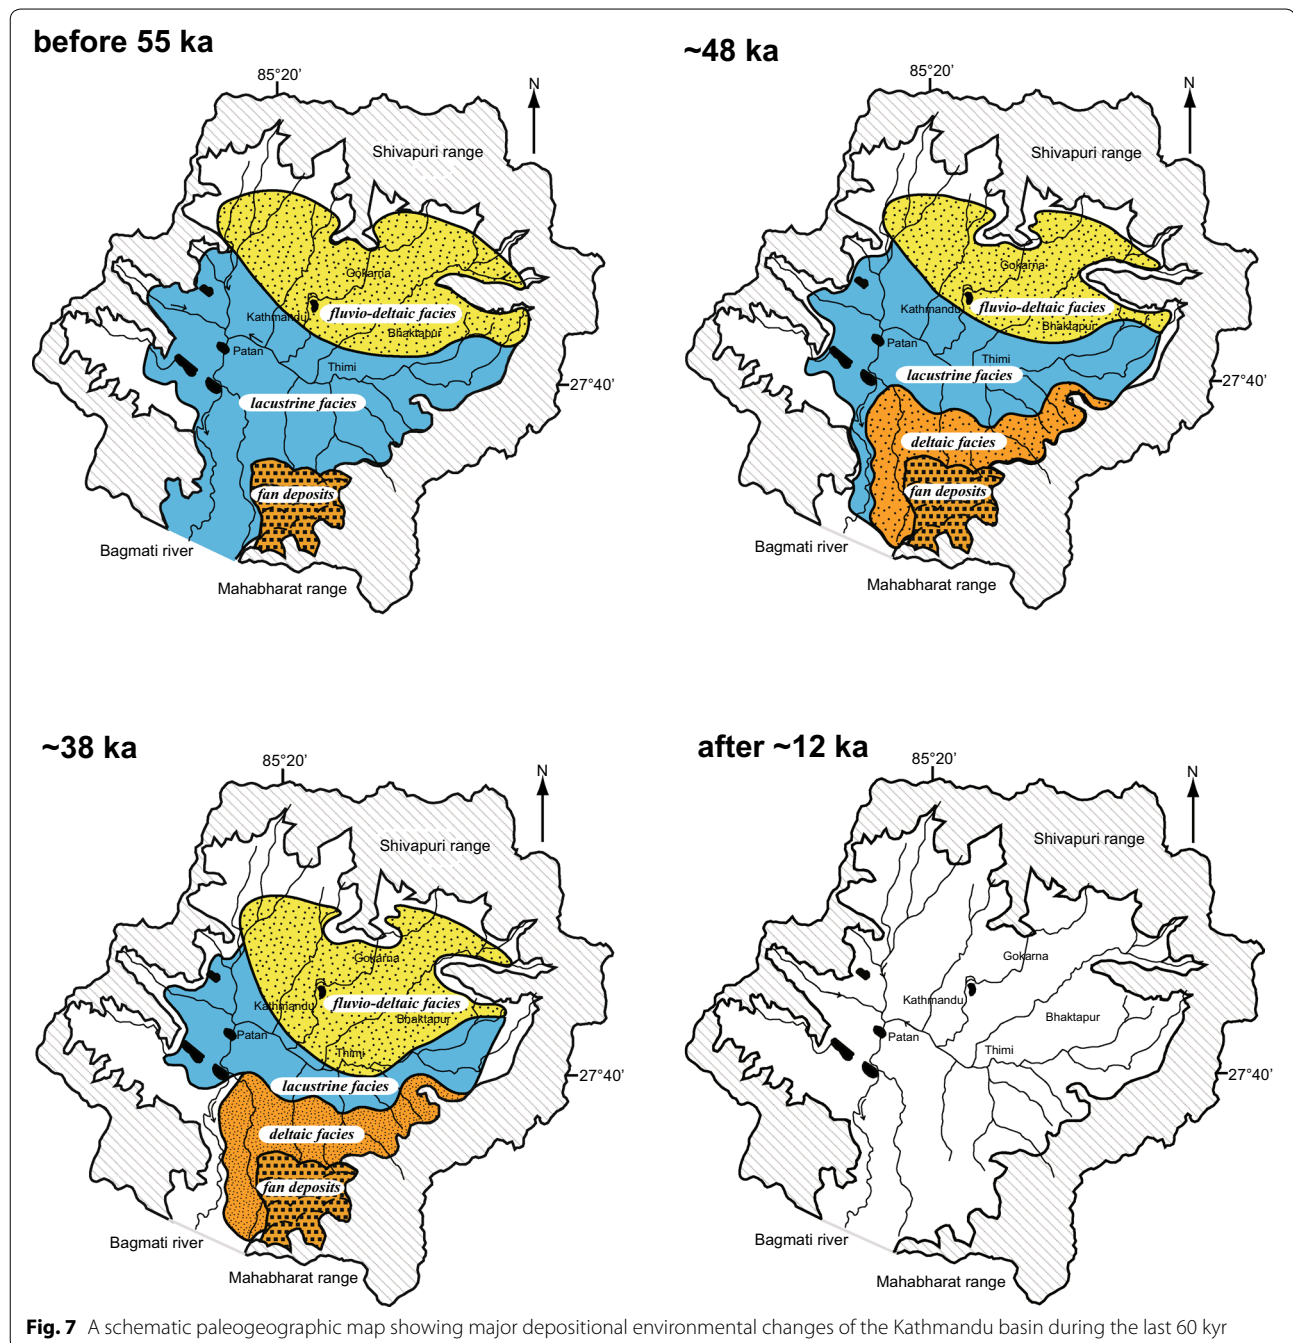 before 55 ka
85°20'
N
Shivapuri range
Gokarna
fluvio-deltaic facies
Kathmandu
Bhaktapur
Patan
Thimi
27°40'
lacustrine facies
fan deposits
Bagmati river
Mahabharat range
~48 ka
85°20'
N
Shivapuri range
Gokarna
fluvio-deltaic facies
Kathmandu
Bhaktapur
Patan
Thimi
lacustrine facies
27°40'
deltaic facies
fan deposits
Bagmati river
Mahabharat range
~38 ka
85°20'
N
Shivapuri range
Gokarna
fluvio-deltaic facies
Kathmandu
Bhaktapur
Patan
Thimi
27°40'
lacustrine facies
deltaic facies
fan deposits
Bagmati river
Mahabharat range
after ~12 ka
85°20'
N
Shivapuri range
Gokarna
Kathmandu
Bhaktapur
Patan
Thimi
27°40'
Bagmati river
Mahabharat range
Fig. 7 A schematic paleogeographic map showing major depositional environmental changes of the Kathmandu basin during the last 60 kyr